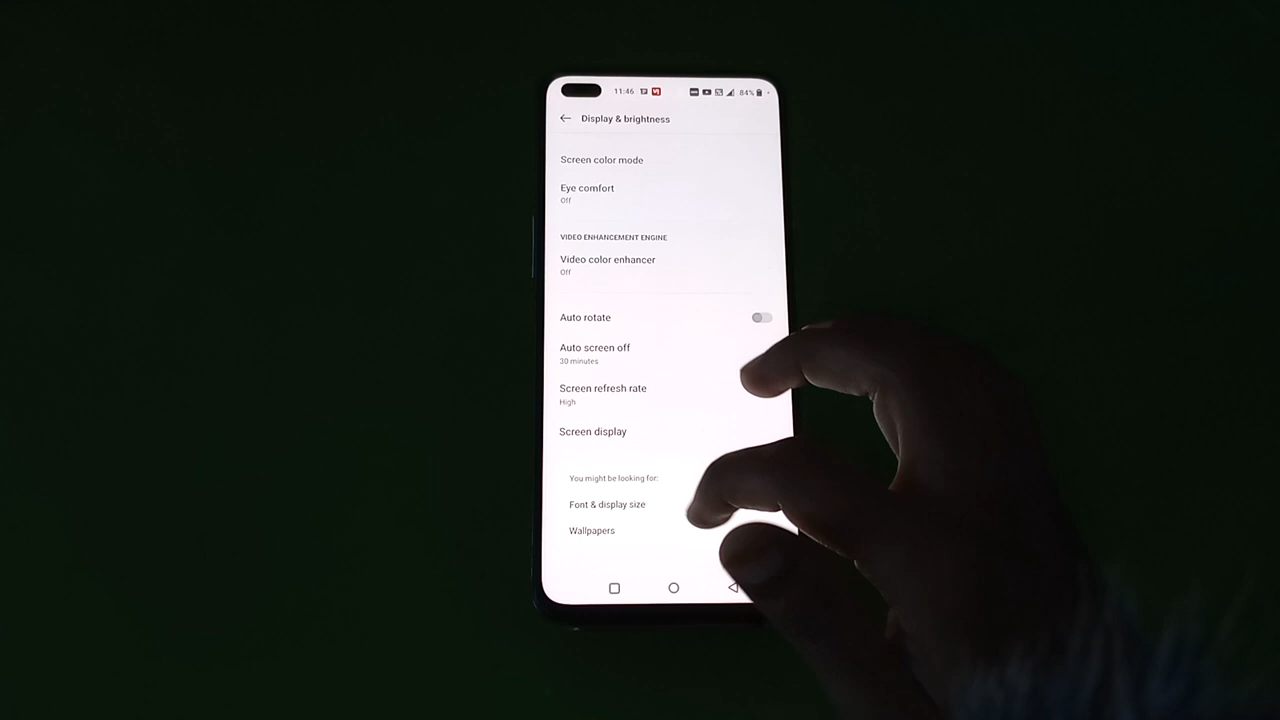 11:46
84%
Display & brightness
Screen color mode
Eye comfort
Off
VIDEO ENHANCEMENT ENGINE
Video color enhancer
Off
Auto rotate
Auto screen off
30 minutes
Screen refresh rate
High
Screen display
You might be looking for:
Font & display size
Wallpapers